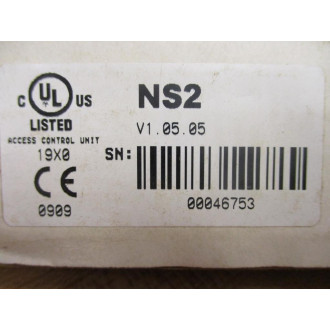 C UL US
LISTED
ACCESS CONTROL UNIT
19X0
CE
0909
NS2
V1.05.05
SN:
00046753